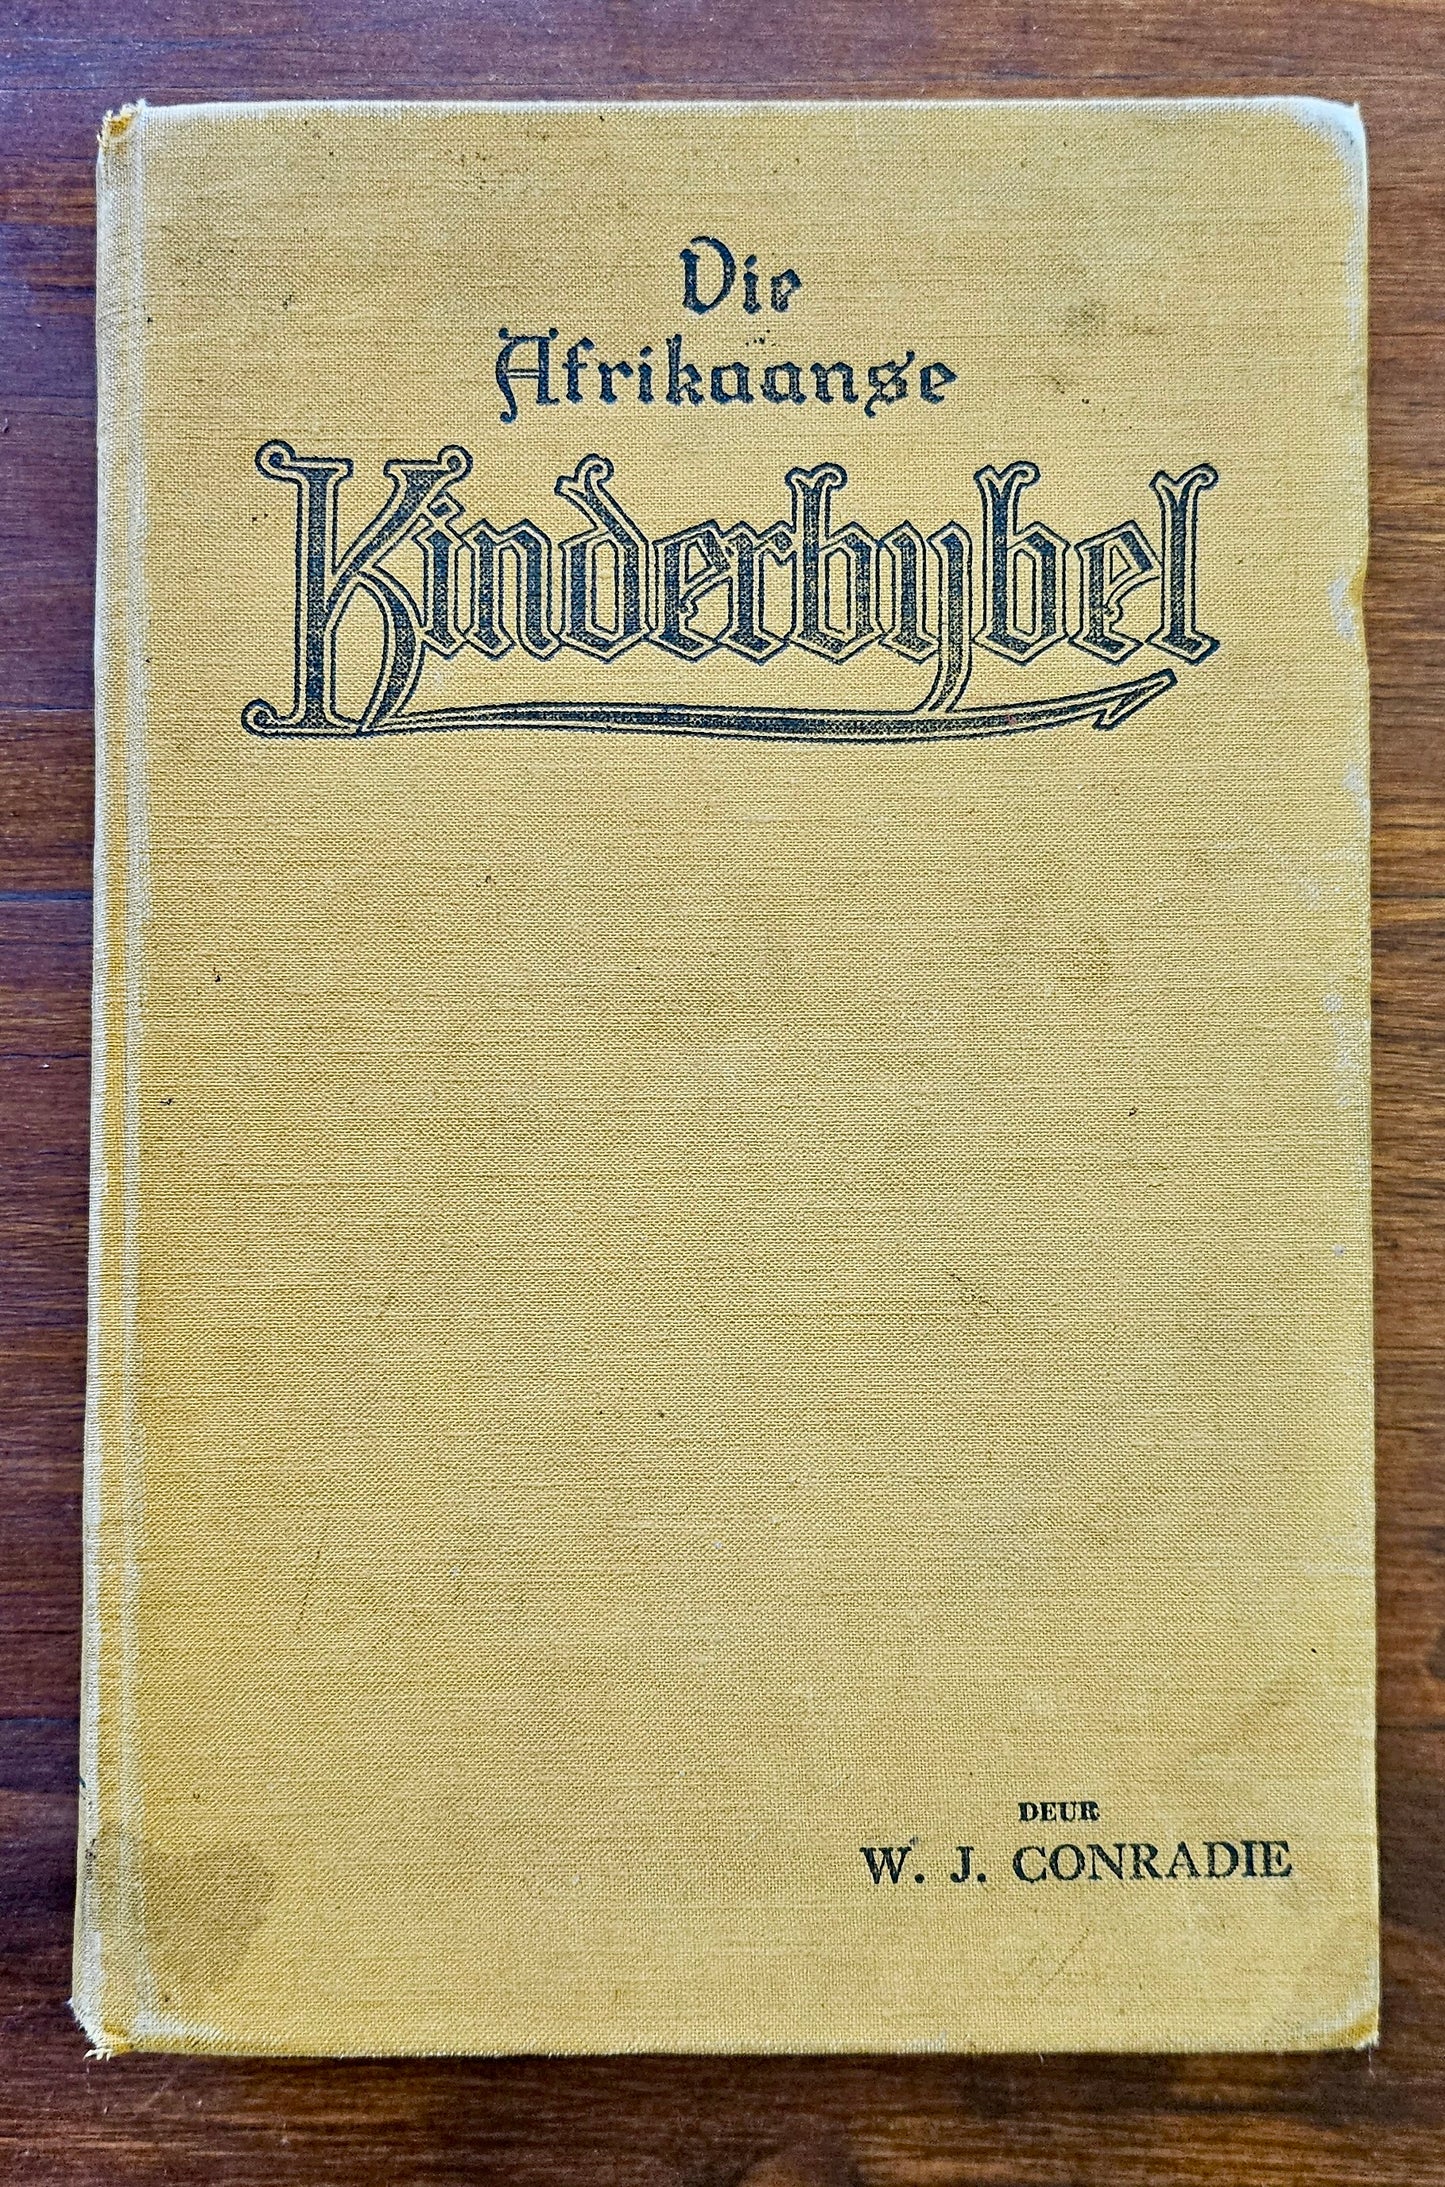 Die
Afrikaanse
Kinderbybel
DEUR
W. J. CONRADIE